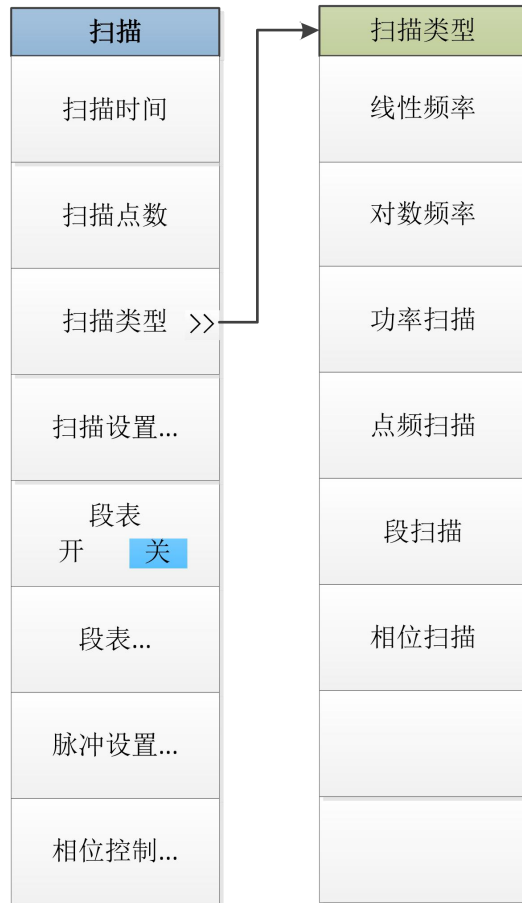 扫描
扫描时间
扫描点数
扫描类型 >>
扫描设置...
段表
开 关
段表...
脉冲设置...
相位控制...
扫描类型
线性频率
对数频率
功率扫描
点频扫描
段扫描
相位扫描